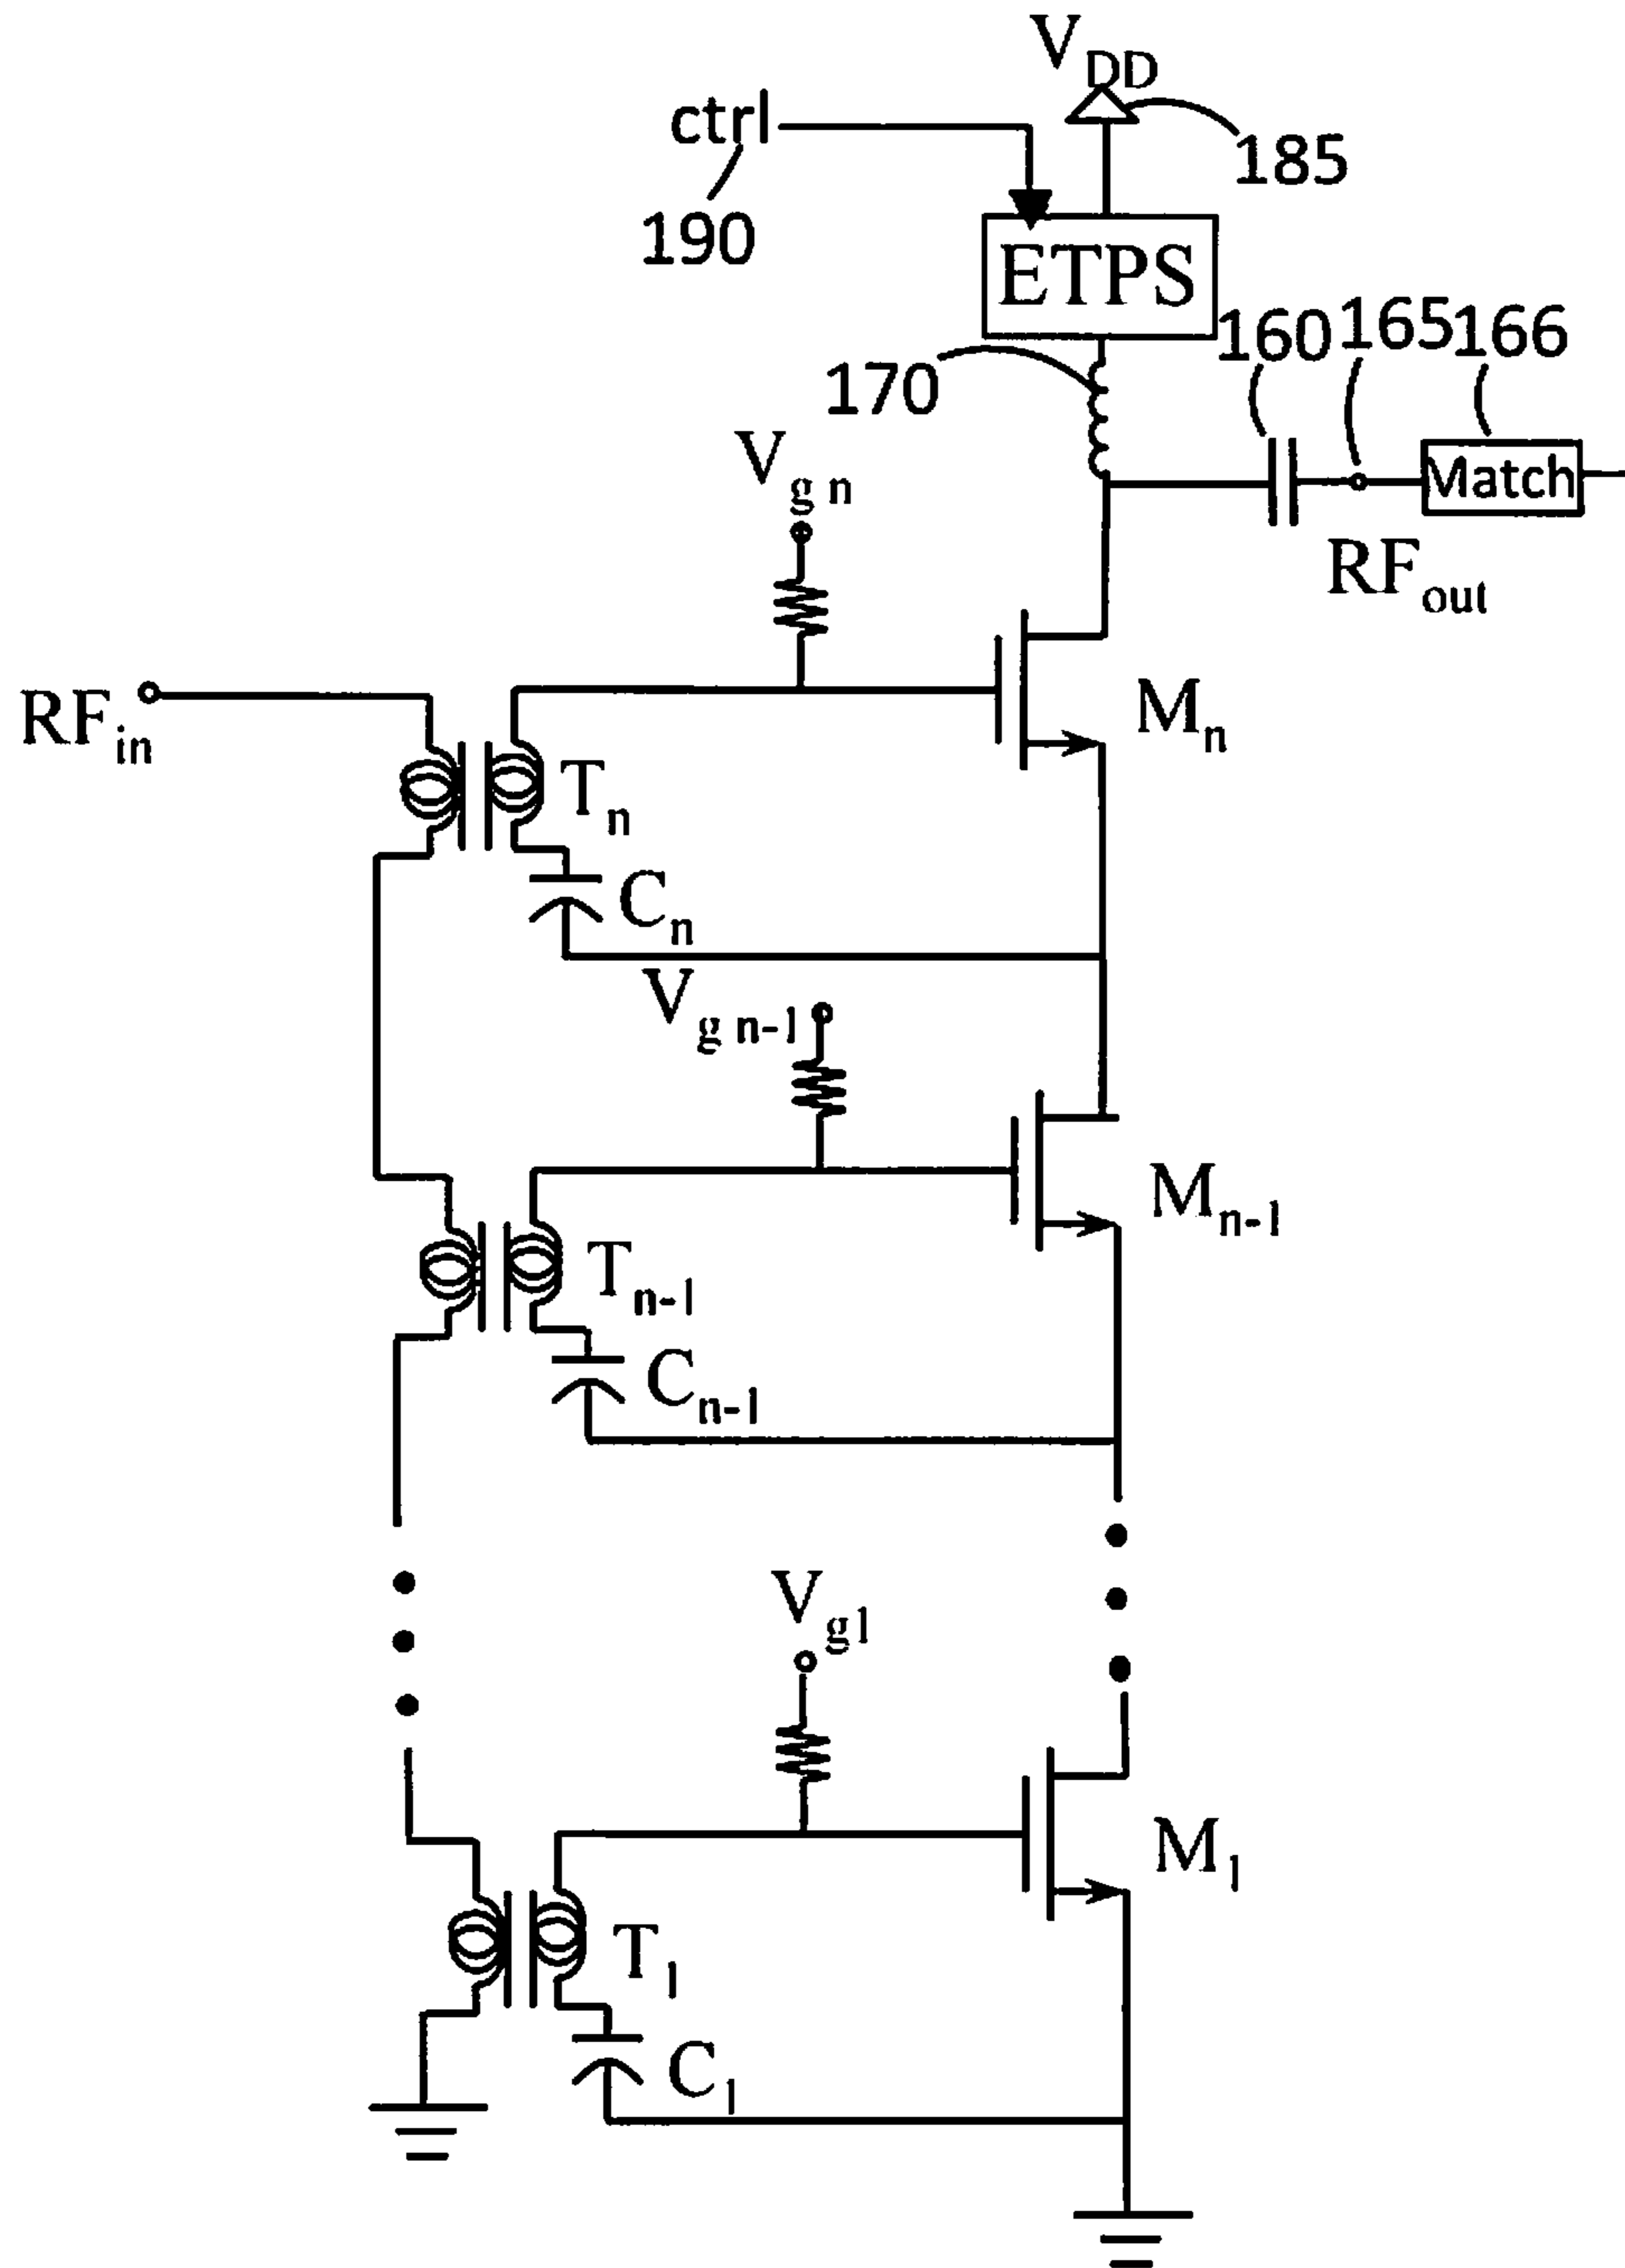 V_DD
ctrl
185
190
ETPS
160
165
166
170
V_g n
Match
RF_out
RF_in
M_n
T_n
C_n
V_g n-1
M_n-1
T_n-1
C_n-1
V_g1
M_1
T_1
C_1